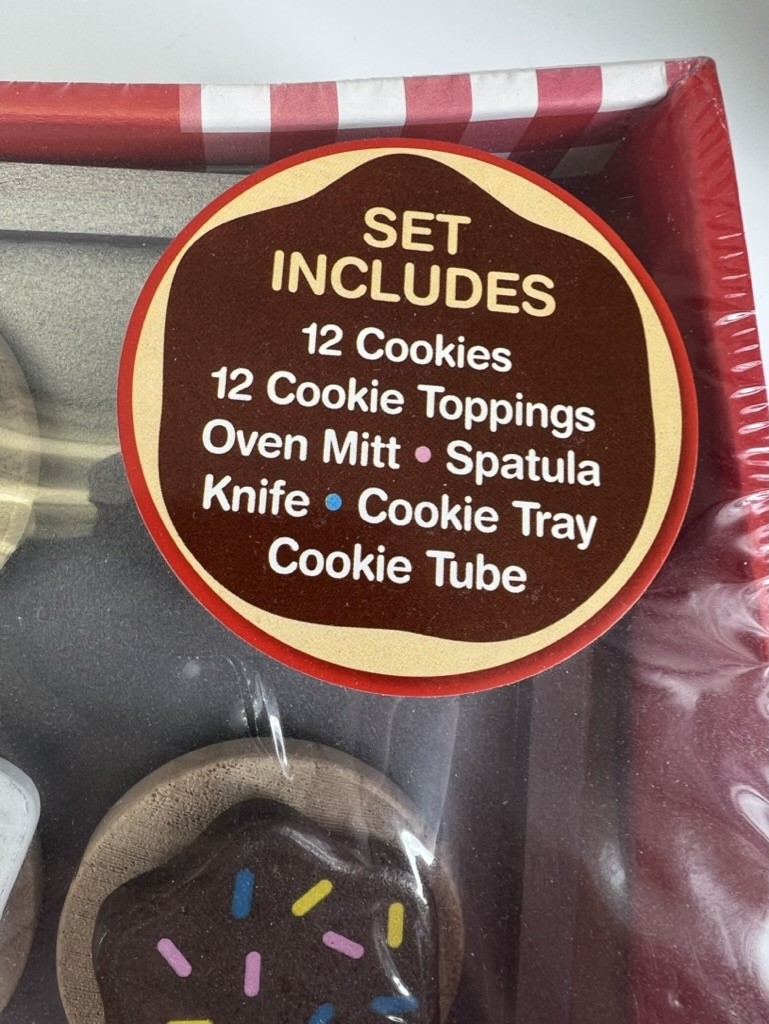 SET
INCLUDES
12 Cookies
12 Cookie Toppings
Oven Mitt • Spatula
Knife • Cookie Tray
Cookie Tube